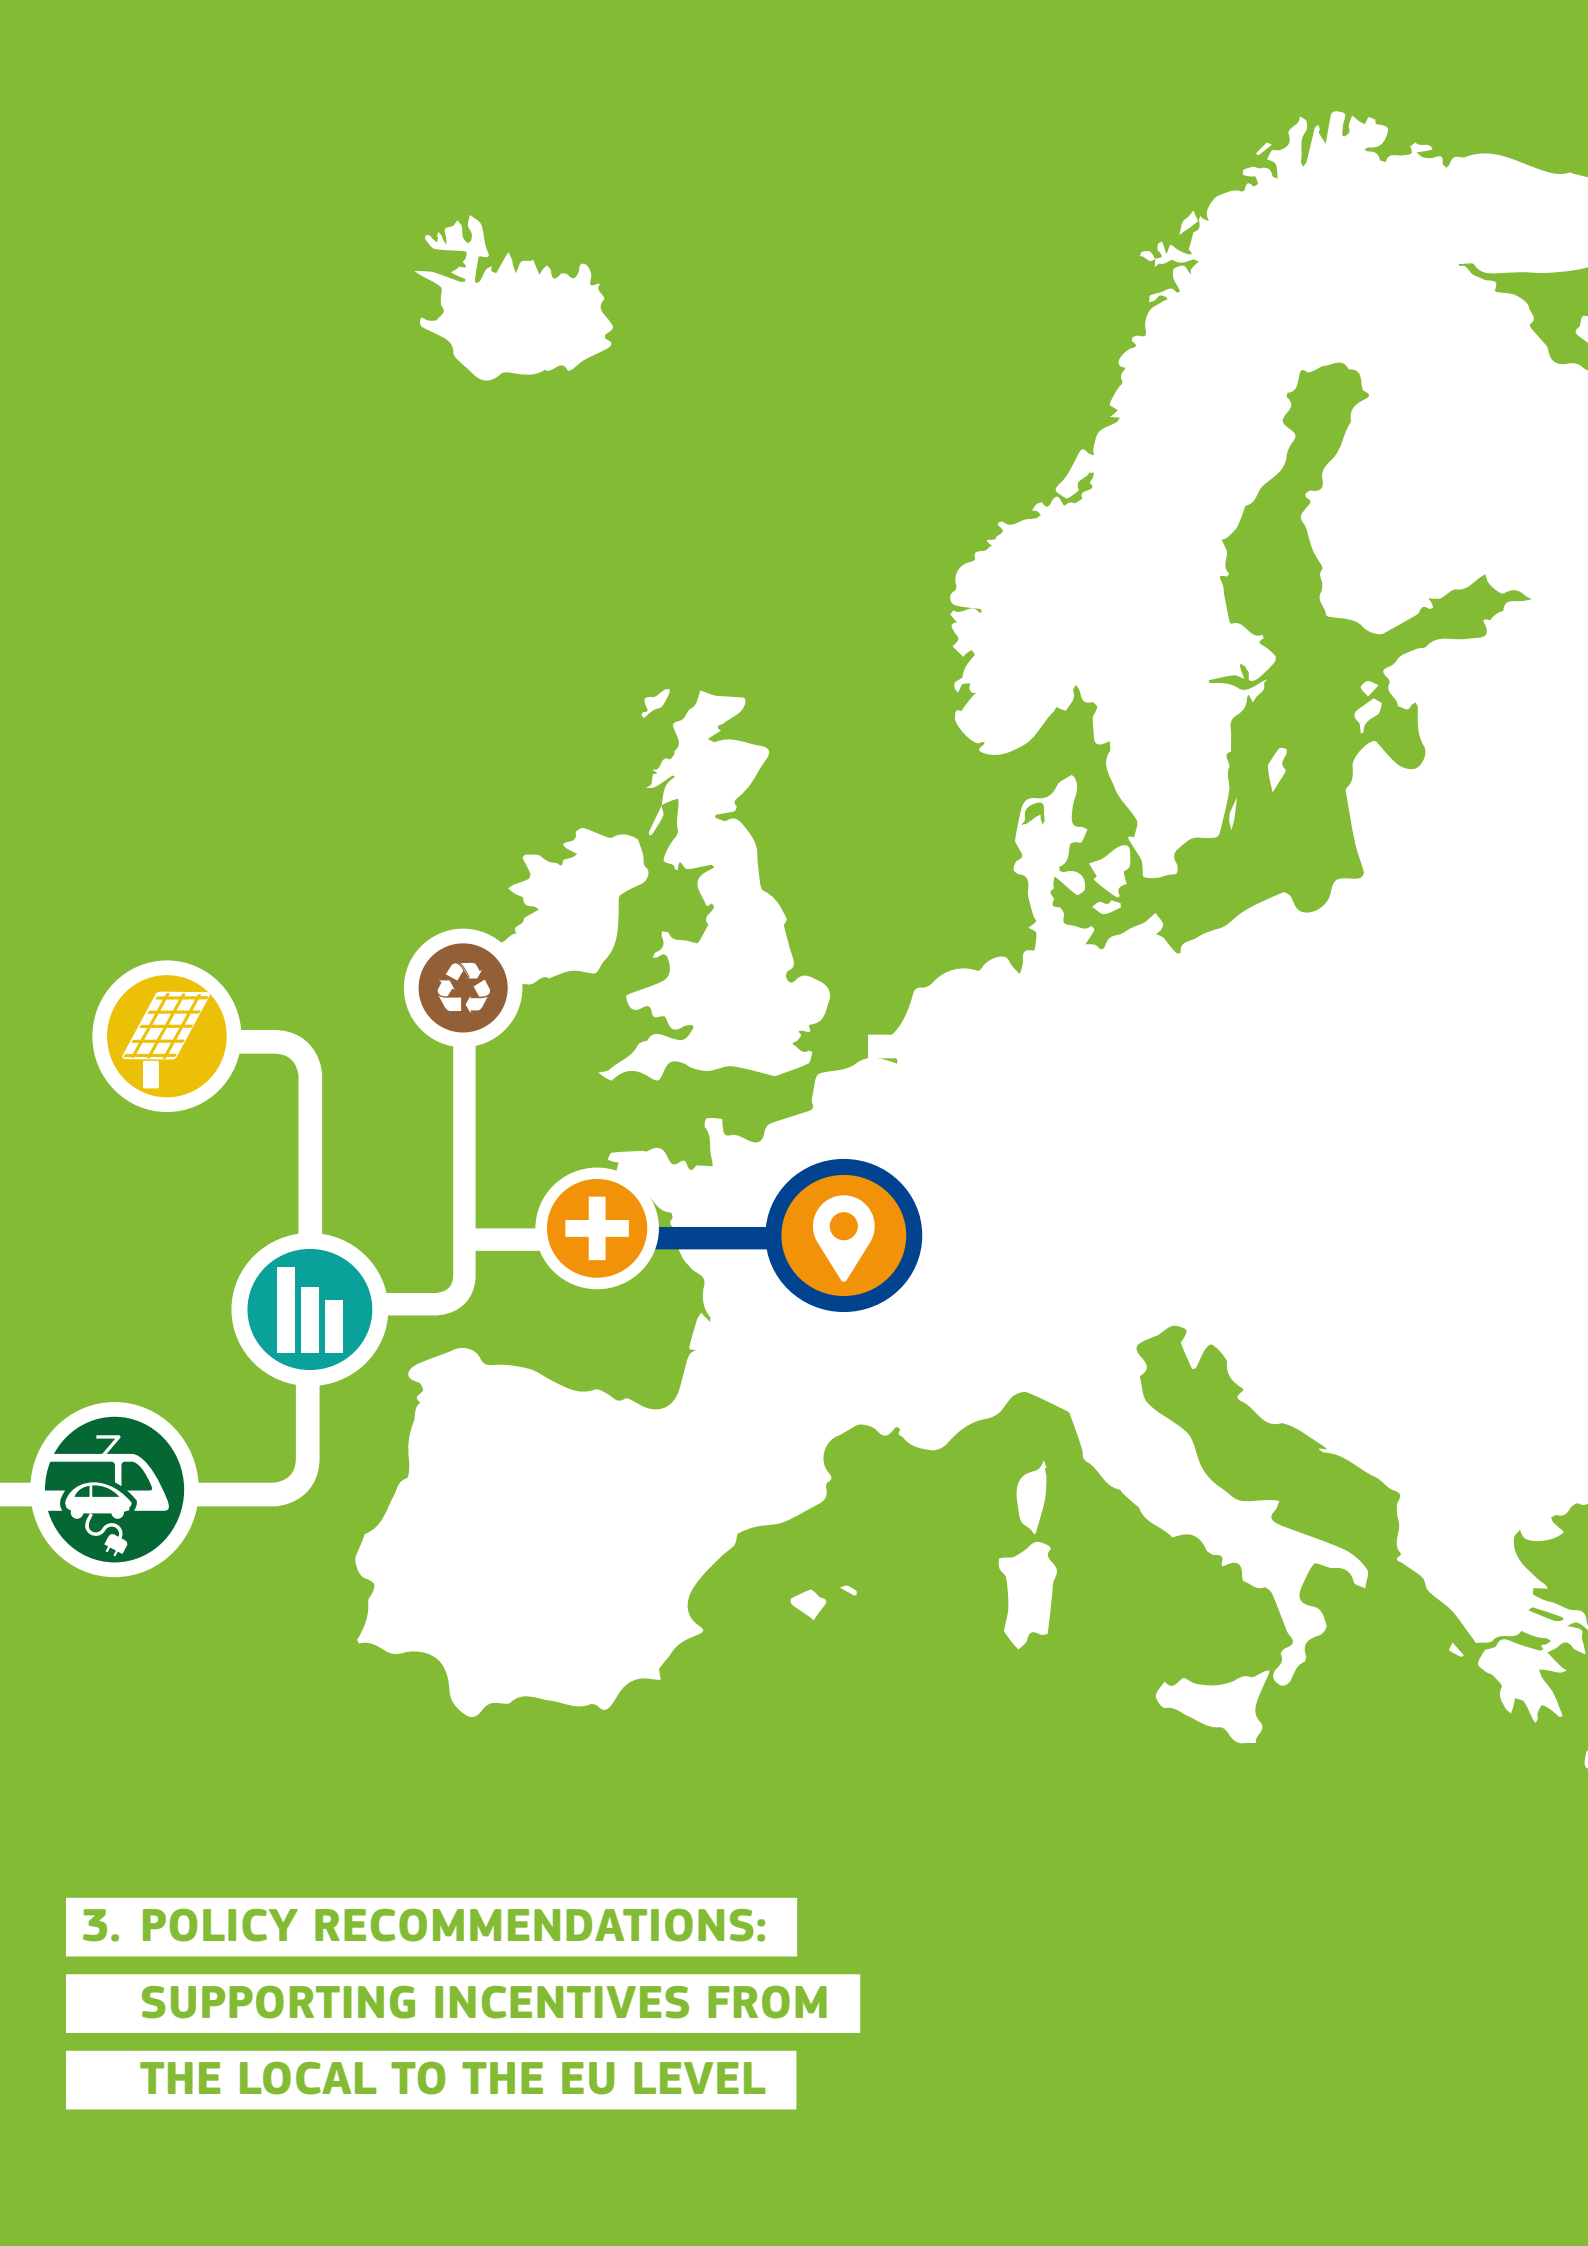 3. POLICY RECOMMENDATIONS:
SUPPORTING INCENTIVES FROM
THE LOCAL TO THE EU LEVEL